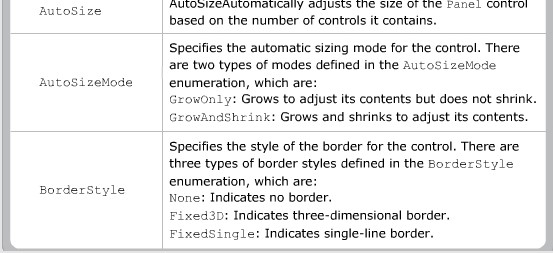 AutoSize
AutoSizeAutomatically adjusts the size of the Panel control
based on the number of controls it contains.
AutoSizeMode
Specifies the automatic sizing mode for the control. There
are two types of modes defined in the AutoSizeMode
enumeration, which are:
GrowOnly: Grows to adjust its contents but does not shrink.
GrowAndShrink: Grows and shrinks to adjust its contents.
BorderStyle
Specifies the style of the border for the control. There are
three types of border styles defined in the BorderStyle
enumeration, which are:
None: Indicates no border.
Fixed3D: Indicates three-dimensional border.
FixedSingle: Indicates single-line border.